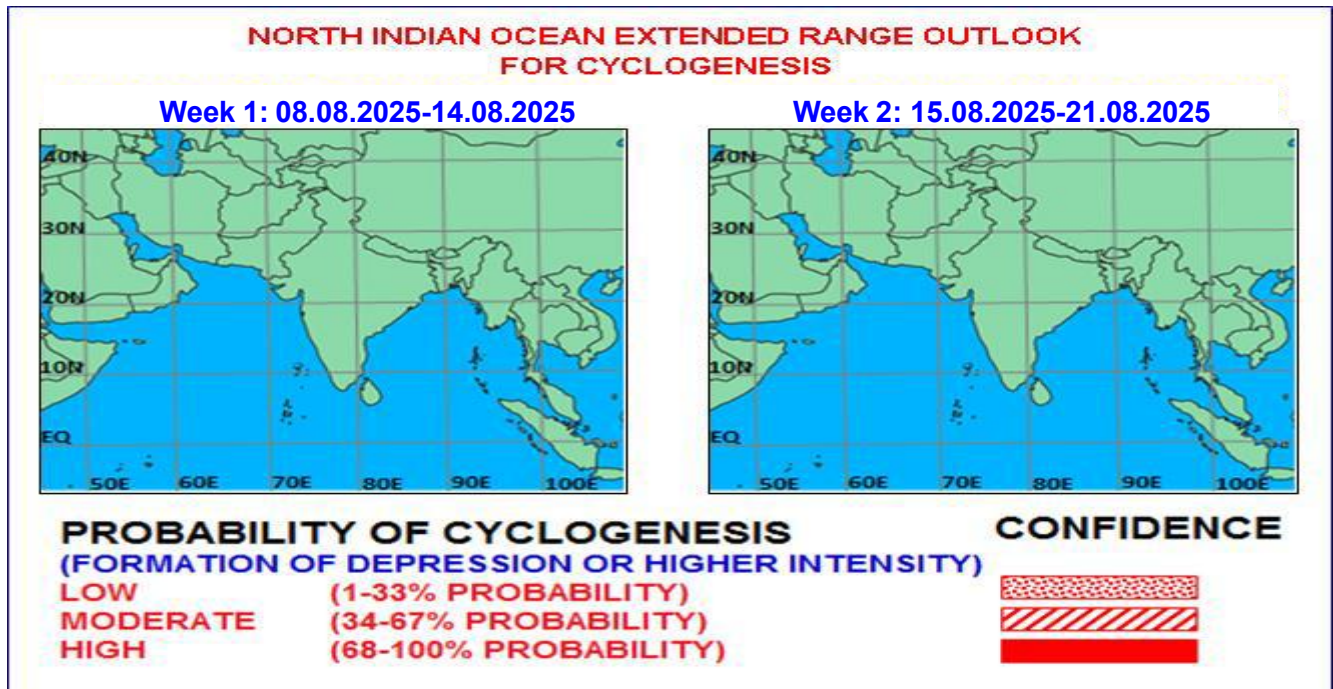 NORTH INDIAN OCEAN EXTENDED RANGE OUTLOOK
FOR CYCLOGENESIS
Week 1: 08.08.2025-14.08.2025
40N
30N
20N
10N
EQ
50E 60E 70E 80E 90E 100E
Week 2: 15.08.2025-21.08.2025
40N
30N
20N
10N
EQ
50E 60E 70E 80E 90E 100E
PROBABILITY OF CYCLOGENESIS
(FORMATION OF DEPRESSION OR HIGHER INTENSITY)
LOW (1-33% PROBABILITY)
MODERATE (34-67% PROBABILITY)
HIGH (68-100% PROBABILITY)
CONFIDENCE